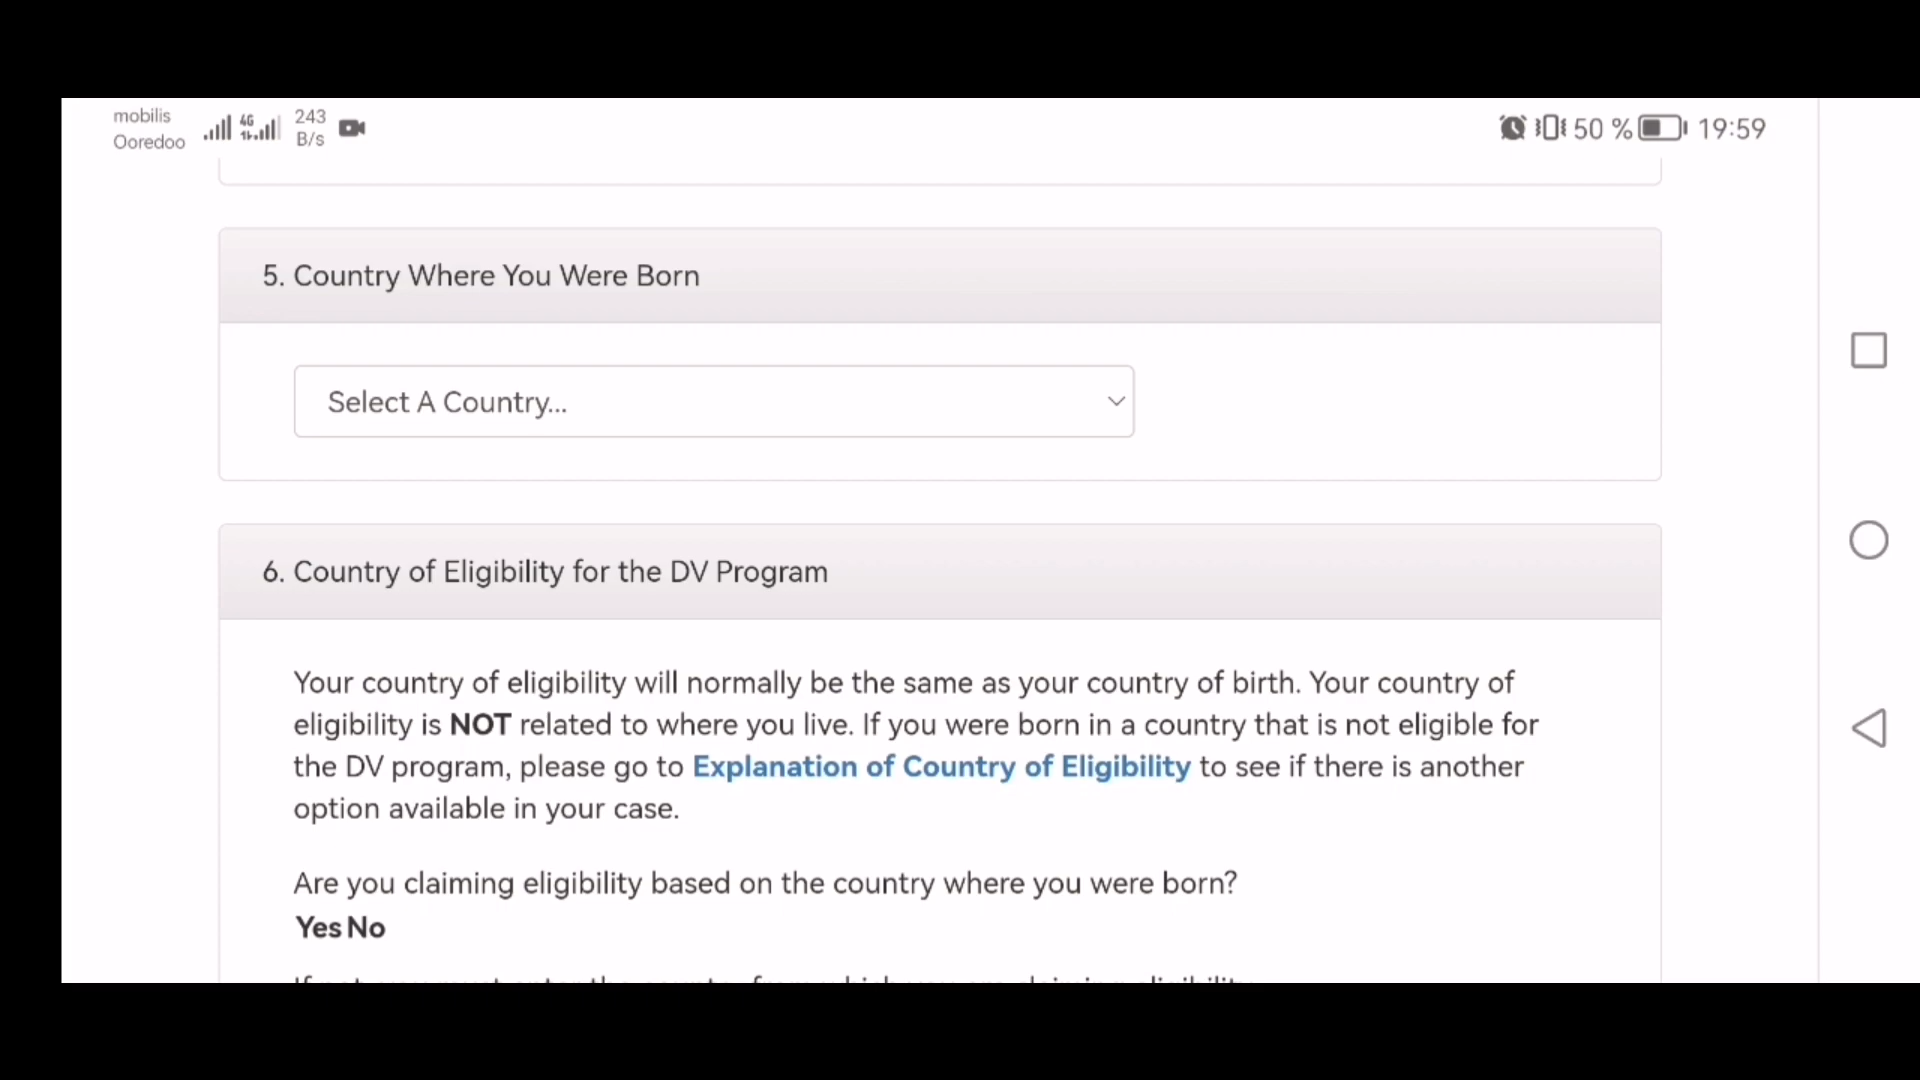 mobilis
Ooredoo
4G
243
B/s
50 %
19:59
5. Country Where You Were Born
Select A Country...
6. Country of Eligibility for the DV Program
Your country of eligibility will normally be the same as your country of birth. Your country of
eligibility is NOT related to where you live. If you were born in a country that is not eligible for
the DV program, please go to Explanation of Country of Eligibility to see if there is another
option available in your case.
Are you claiming eligibility based on the country where you were born?
Yes No